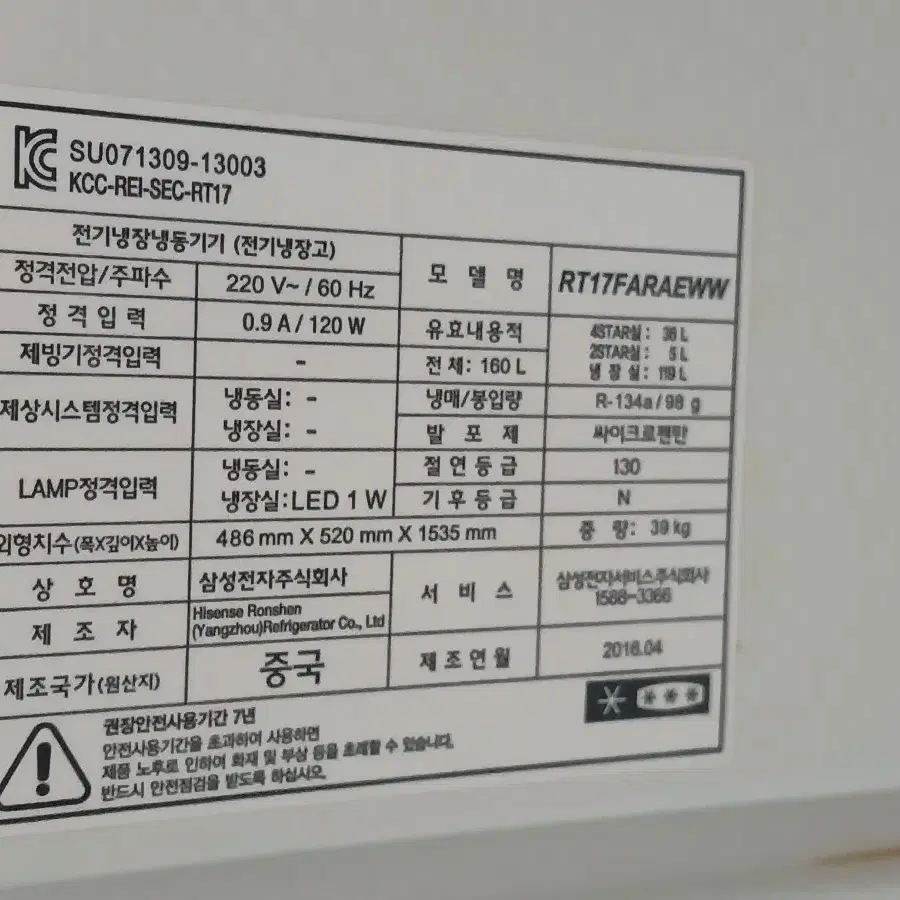 SU071309-13003
KCC-REI-SEC-RT17
전기냉장냉동기기 (전기냉장고)
모 델 명 RT17FARAEWW
정격전압/주파수 220 V~ / 60 Hz
정 격 입 력 0.9 A / 120 W
유효내용적
전 체: 160 L
4STAR실: 36 L
2STAR실: 5 L
냉 장 실: 119 L
제빙기정격입력 -
냉매/봉입량 R-134a / 98 g
제상시스템정격입력
냉동실: -
냉장실: -
발 포 제 싸이크로펜탄
LAMP정격입력
냉동실: -
냉장실:LED 1 W
절 연 등 급 I30
기 후 등 급 N
외형치수(폭X깊이X높이) 486 mm X 520 mm X 1535 mm
중 량: 39 kg
상 호 명 삼성전자주식회사
서 비 스
삼성전자서비스주식회사
1588-3366
제 조 자
Hisense Ronshen
(Yangzhou)Refrigerator Co., Ltd
제조국가(원산지) 중국
제 조 연 월 2016.04
권장안전사용기간 7년
안전사용기간을 초과하여 사용하면
제품 노후로 인하여 화재 및 부상 등을 초래할 수 있습니다.
반드시 안전점검을 받도록 하십시오.